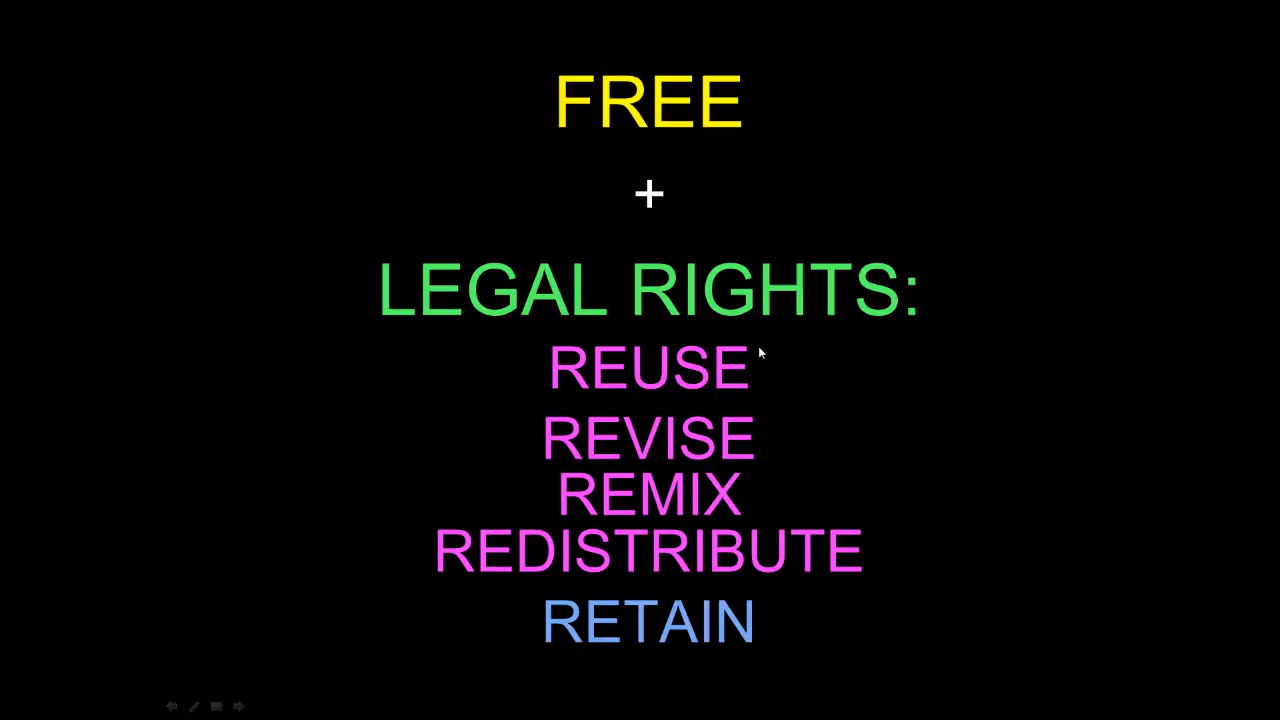 FREE
+
LEGAL RIGHTS:
REUSE
REVISE
REMIX
REDISTRIBUTE
RETAIN